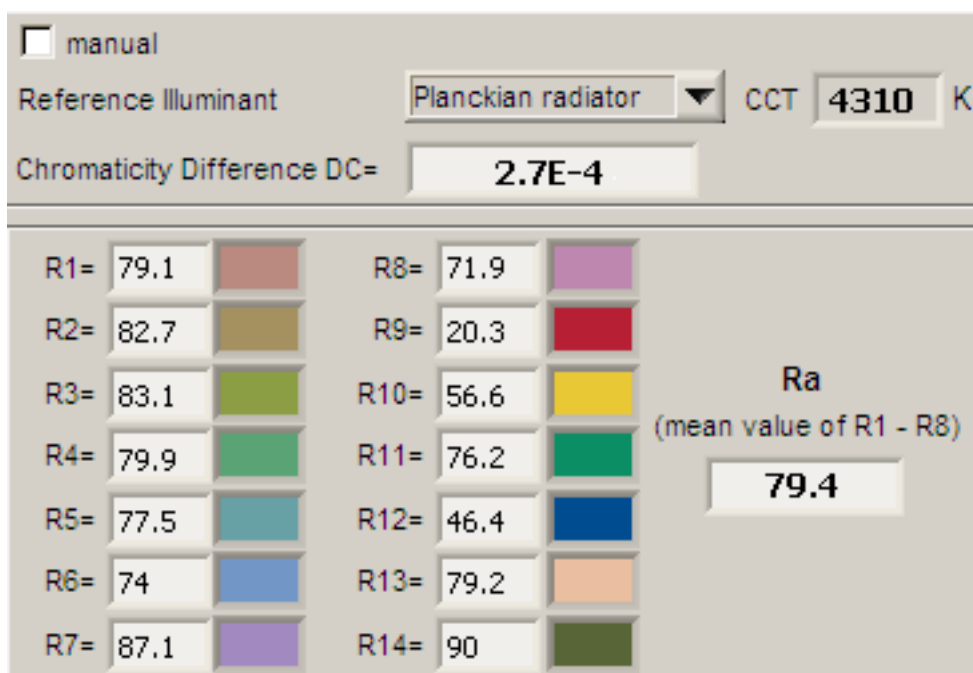 manual
Reference Illuminant Planckian radiator CCT 4310 K
Chromaticity Difference DC= 2.7E-4
R1= 79.1 R8= 71.9
R2= 82.7 R9= 20.3
R3= 83.1 R10= 56.6
R4= 79.9 R11= 76.2
R5= 77.5 R12= 46.4
R6= 74 R13= 79.2
R7= 87.1 R14= 90
Ra
(mean value of R1 - R8)
79.4